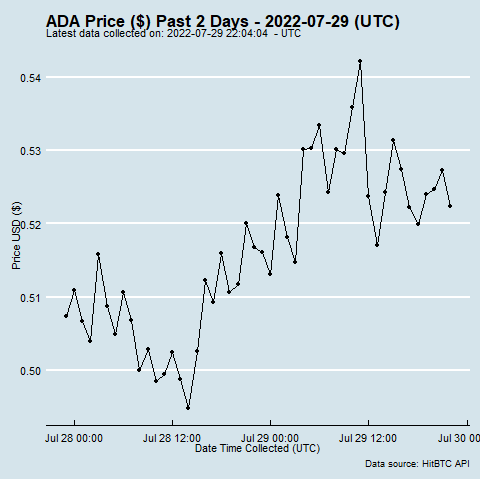 ADA Price ($) Past 2 Days - 2022-07-29 (UTC)
Latest data collected on: 2022-07-29 22:04:04 - UTC
0.54
0.53
0.52
0.51
0.50
Price USD ($)
Jul 28 00:00 Jul 28 12:00 Jul 29 00:00 Jul 29 12:00 Jul 30 00:
Date Time Collected (UTC)
Data source: HitBTC API